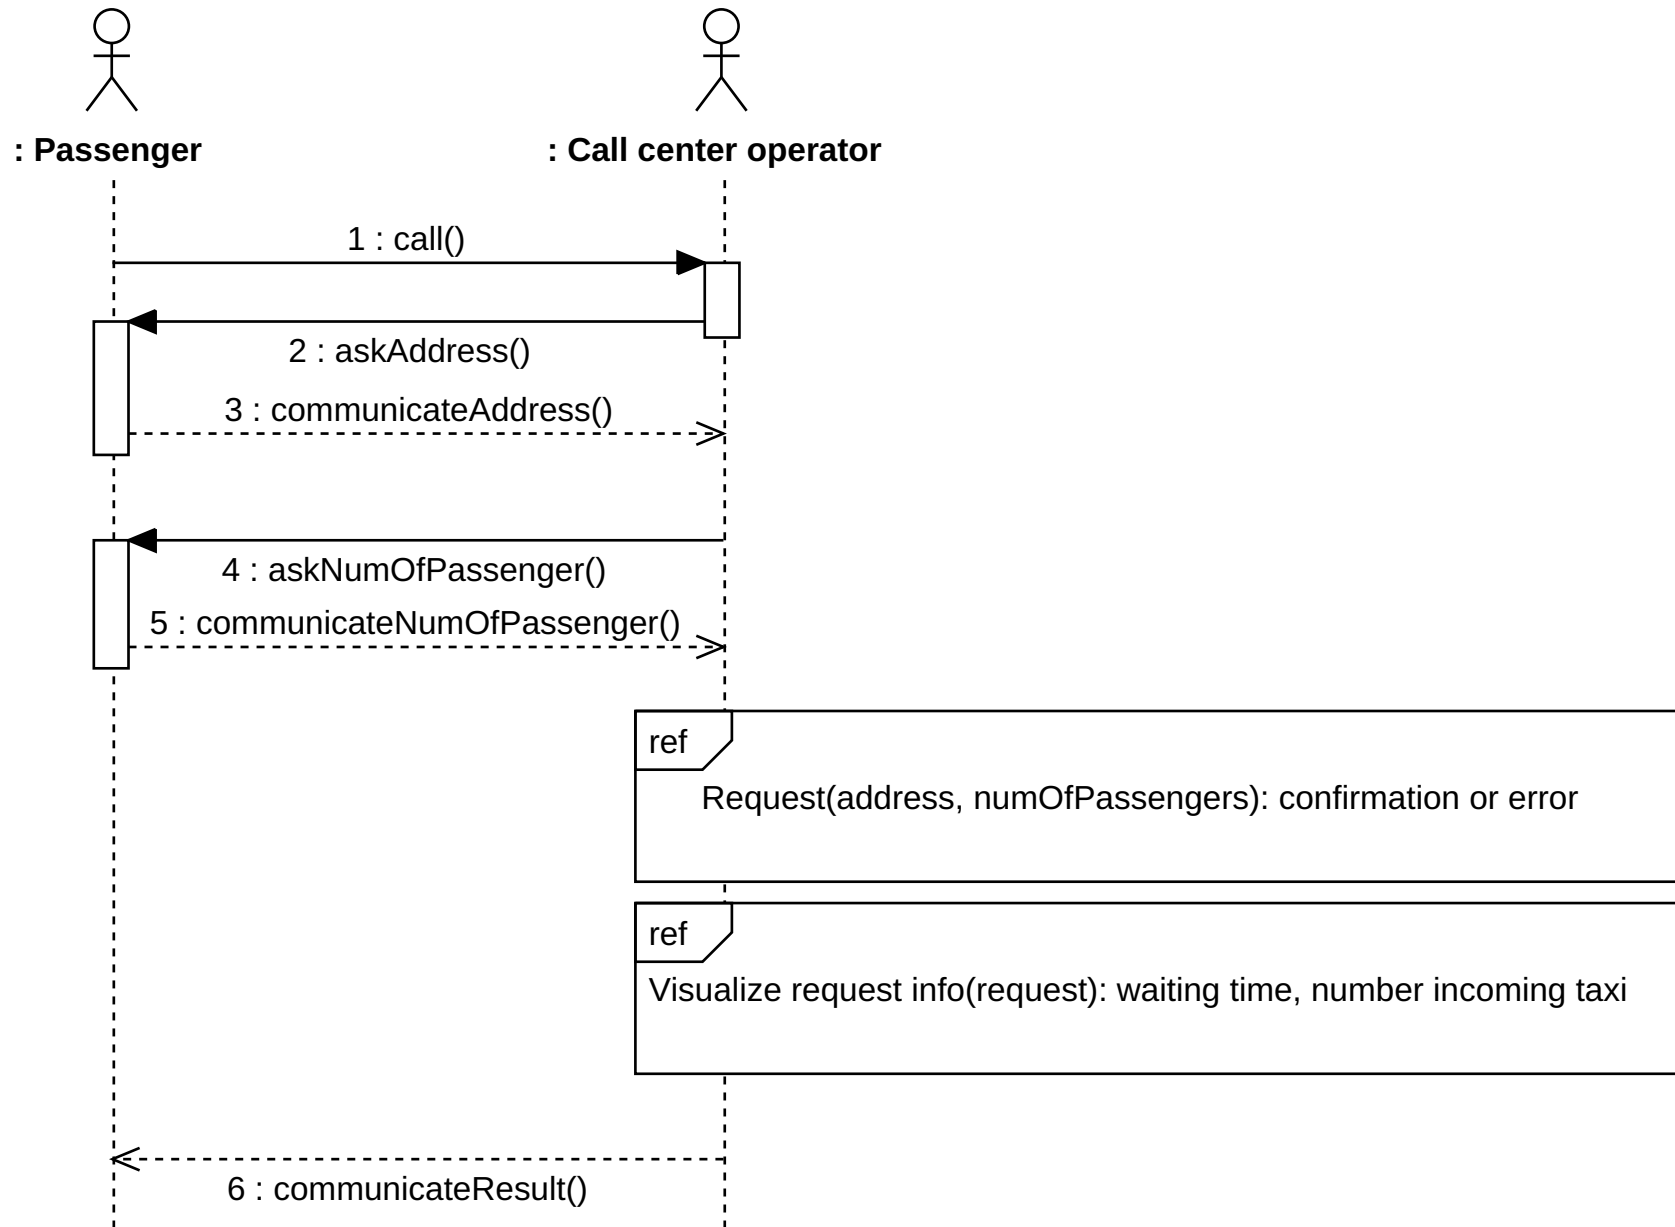 : Passenger
: Call center operator
1 : call()
2 : askAddress()
3 : communicateAddress()
4 : askNumOfPassenger()
5 : communicateNumOfPassenger()
ref
Request(address, numOfPassengers): confirmation or error
ref
Visualize request info(request): waiting time, number incoming taxi
6 : communicateResult()